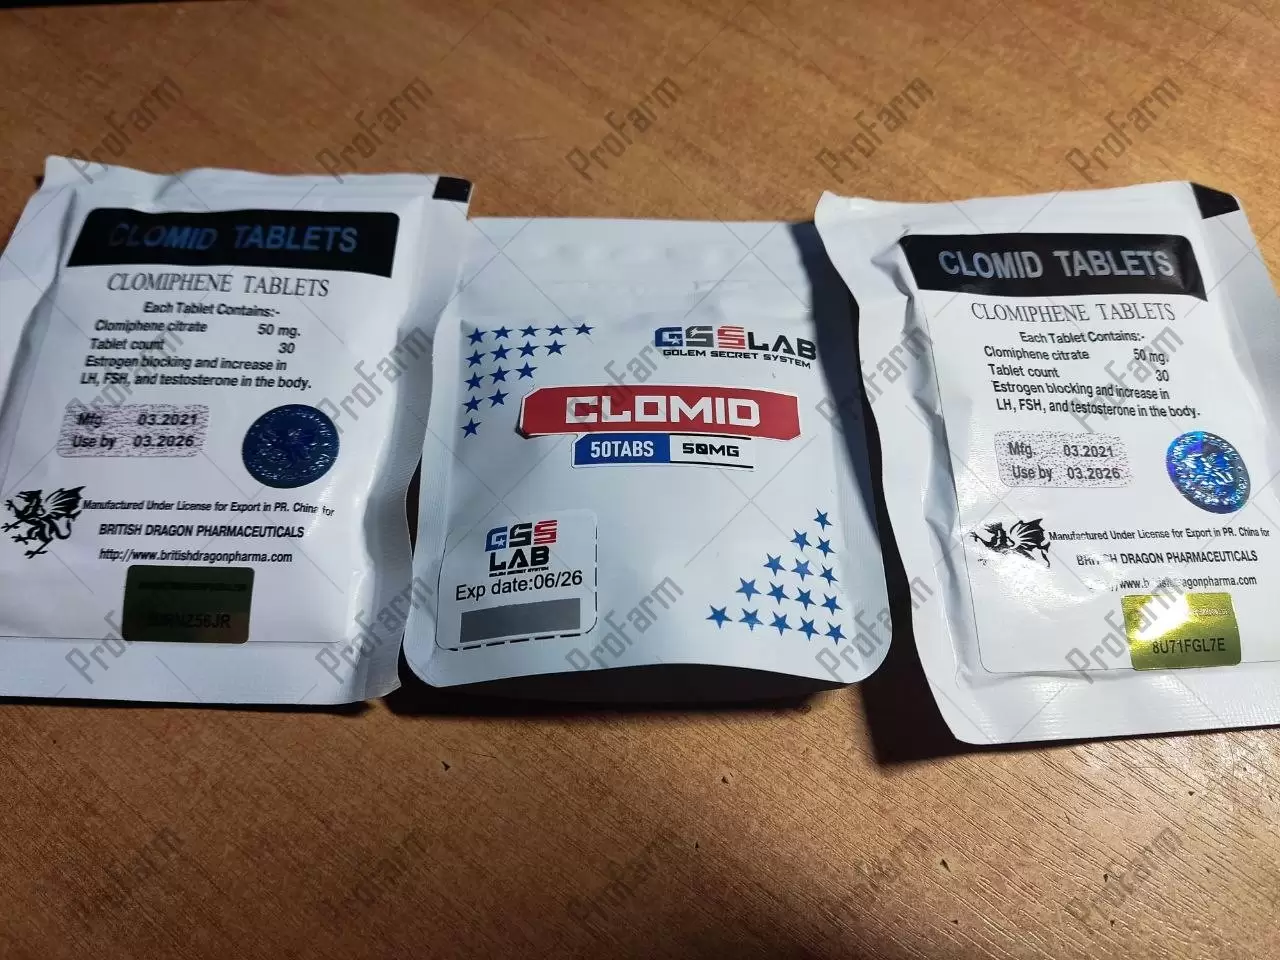 CLOMID TABLETS
CLOMIPHENE TABLETS
Each Tablet Contains:-
Clomiphene citrate 50 mg.
Tablet count 30
Estrogen blocking and increase in
LH, FSH, and testosterone in the body.
Mfg. 03.2021
Use by 03.2026
Manufactured Under License for Export in PR. China for
BRITISH DRAGON PHARMACEUTICALS
http://www.britishdragonpharma.com
GSSLAB
GOLEM SECRET SYSTEM
CLOMID
50TABS 50MG
GSS
LAB
GOLEM SECRET SYSTEM
Exp date:06/26
CLOMID TABLETS
CLOMIPHENE TABLETS
Each Tablet Contains:-
Clomiphene citrate 50 mg.
Tablet count 30
Estrogen blocking and increase in
LH, FSH, and testosterone in the body.
Mfg. 03.2021
Use by 03.2026
Manufactured Under License for Export in PR. China for
DRAGON PHARMACEUTICALS
8U71FGL7E
ProFarm